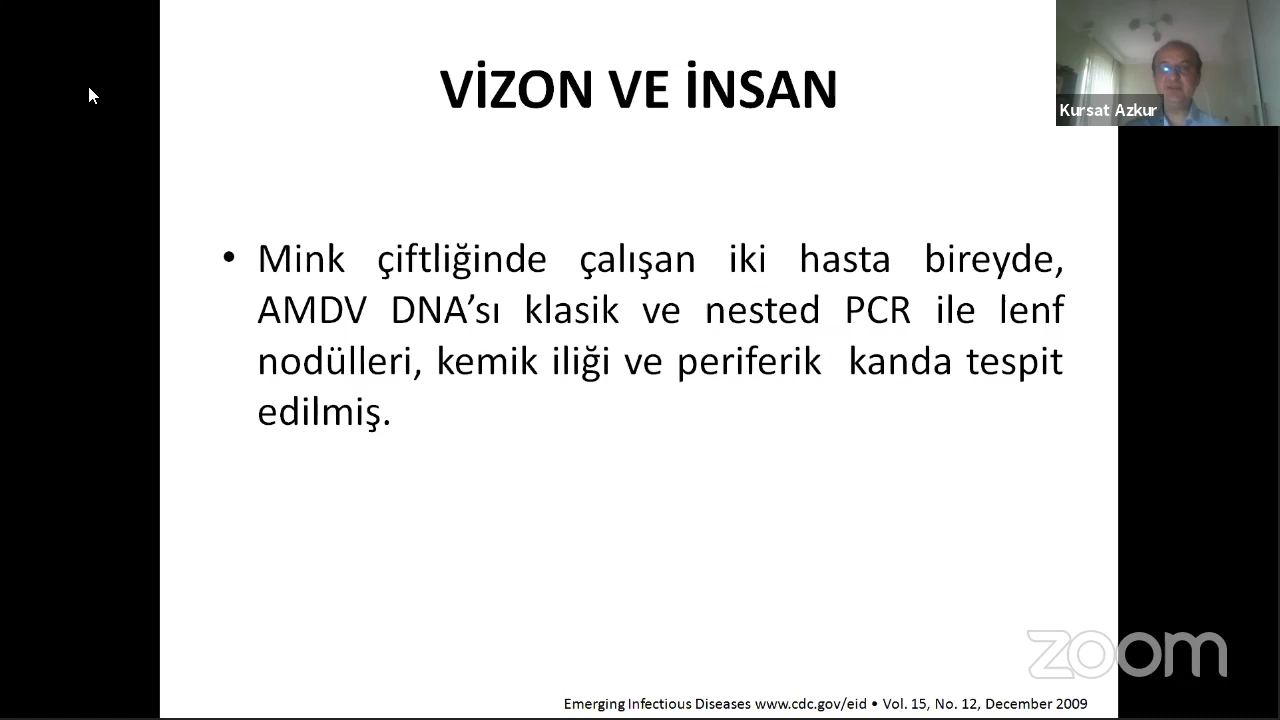 VİZON VE İNSAN
Kursat Azkur
• Mink çiftliğinde çalışan iki hasta bireyde,
AMDV DNA’sı klasik ve nested PCR ile lenf
nodülleri, kemik iliği ve periferik kanda tespit
edilmiş.
zoom
Emerging Infectious Diseases www.cdc.gov/eid • Vol. 15, No. 12, December 2009